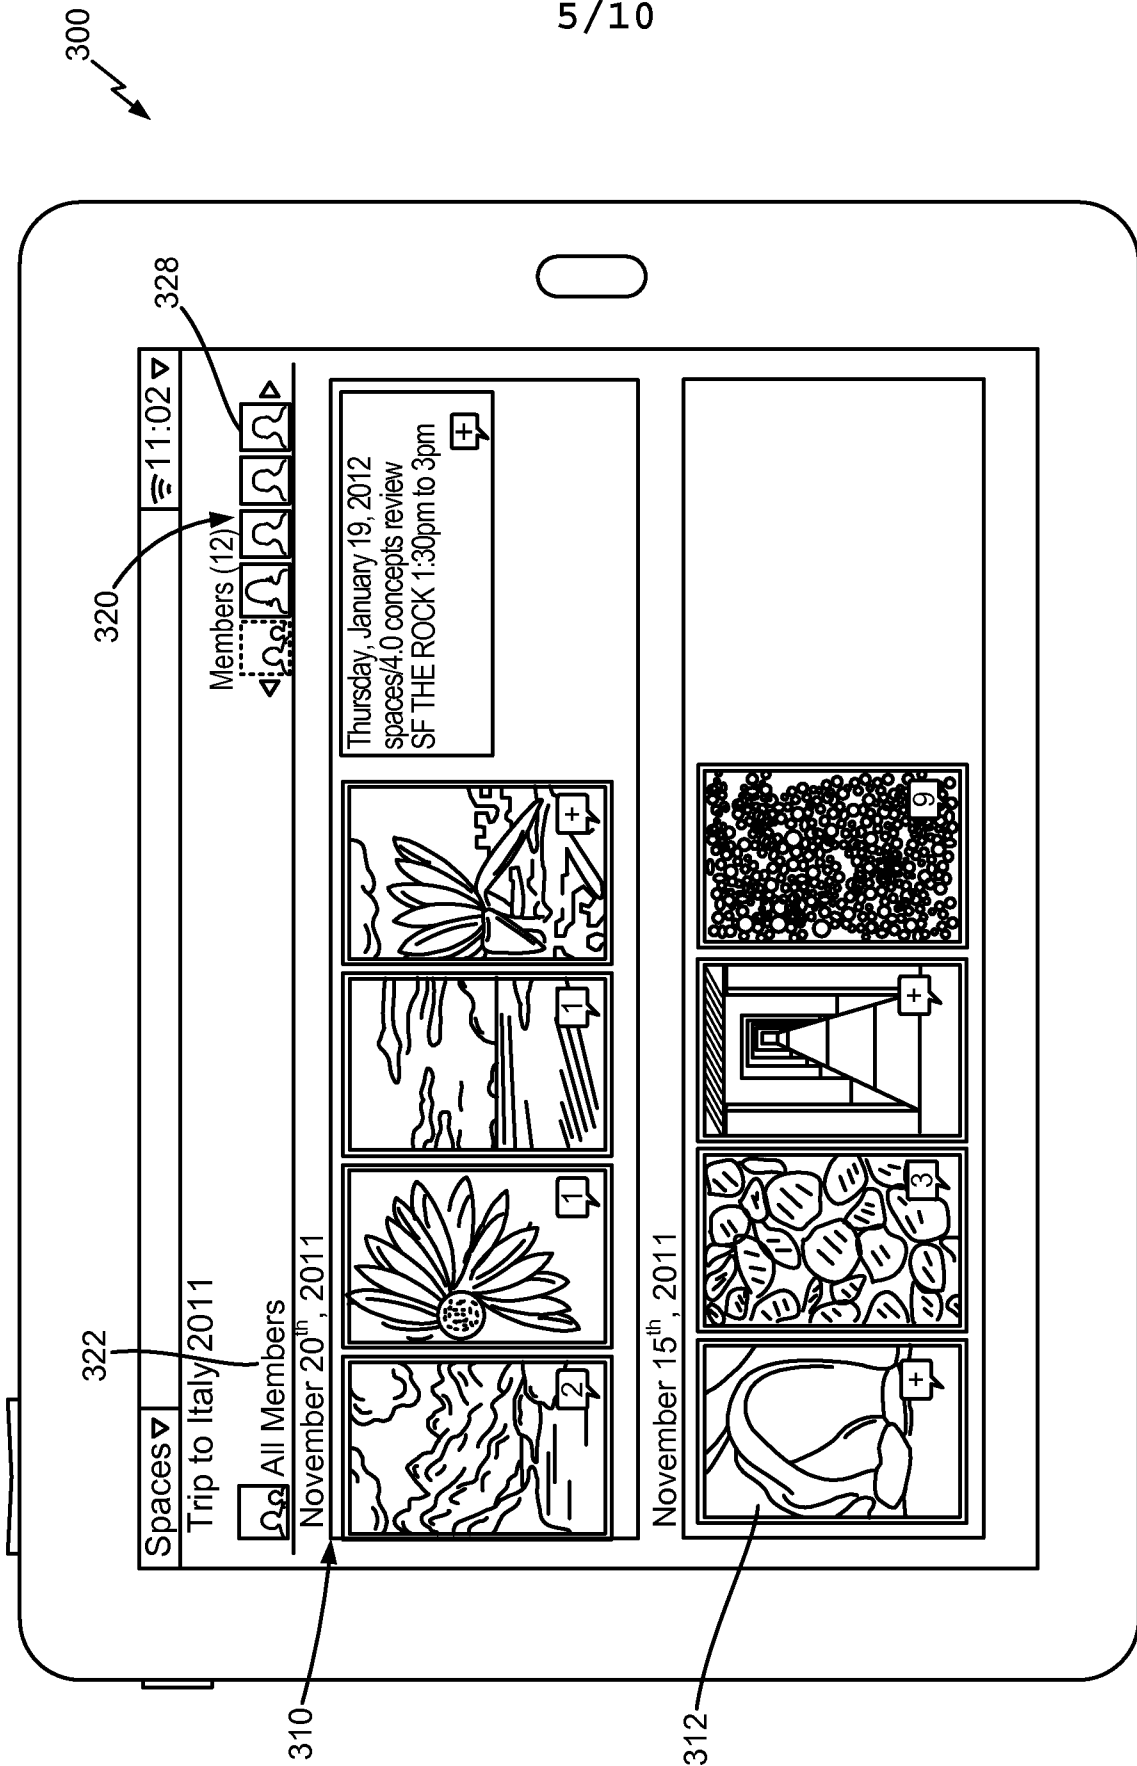 5/10
300
Spaces
11:02
Trip to Italy 2011
322
320
328
Members (12)
All Members
November 20th, 2011
310
2
1
1
+
Thursday, January 19, 2012
spaces/4.0 concepts review
SF THE ROCK 1:30pm to 3pm
+
November 15th, 2011
312
+
3
+
9